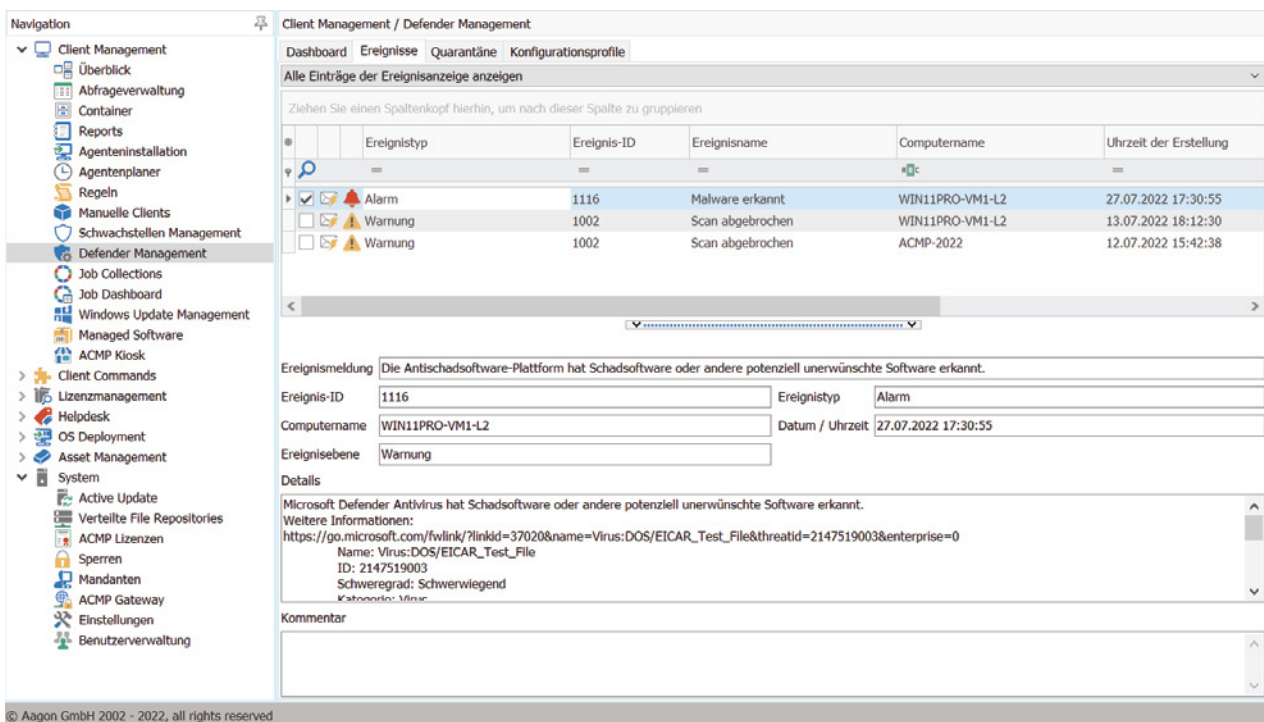 Navigation
Client Management
Überblick
Abfrageverwaltung
Container
Reports
Agenteninstallation
Agentenplaner
Regeln
Manuelle Clients
Schwachstellen Management
Defender Management
Job Collections
Job Dashboard
Windows Update Management
Managed Software
ACMP Kiosk
Client Commands
Lizenzmanagement
Helpdesk
OS Deployment
Asset Management
System
Active Update
Verteilte File Repositories
ACMP Lizenzen
Sperren
Mandanten
ACMP Gateway
Einstellungen
Benutzerverwaltung
Client Management / Defender Management
Dashboard Ereignisse Quarantäne Konfigurationsprofile
Alle Einträge der Ereignisanzeige anzeigen
Ziehen Sie einen Spaltenkopf hierhin, um nach dieser Spalte zu gruppieren
Ereignistyp Ereignis-ID Ereignisname Computername Uhrzeit der Erstellung
= = = =
Alarm 1116 Malware erkannt WIN11PRO-VM1-L2 27.07.2022 17:30:55
Warnung 1002 Scan abgebrochen WIN11PRO-VM1-L2 13.07.2022 18:12:30
Warnung 1002 Scan abgebrochen ACMP-2022 12.07.2022 15:42:38
Ereignismeldung Die Antischadsoftware-Plattform hat Schadsoftware oder andere potenziell unerwünschte Software erkannt.
Ereignis-ID 1116 Ereignistyp Alarm
Computername WIN11PRO-VM1-L2 Datum / Uhrzeit 27.07.2022 17:30:55
Ereignisebene Warnung
Details
Microsoft Defender Antivirus hat Schadsoftware oder andere potenziell unerwünschte Software erkannt.
Weitere Informationen:
https://go.microsoft.com/fwlink/?linkid=37020&name=Virus:DOS/EICAR_Test_File&threatid=2147519003&enterprise=0
Name: Virus:DOS/EICAR_Test_File
ID: 2147519003
Schweregrad: Schwerwiegend
Kategorie: Virus
Kommentar
© Aagon GmbH 2002 - 2022, all rights reserved